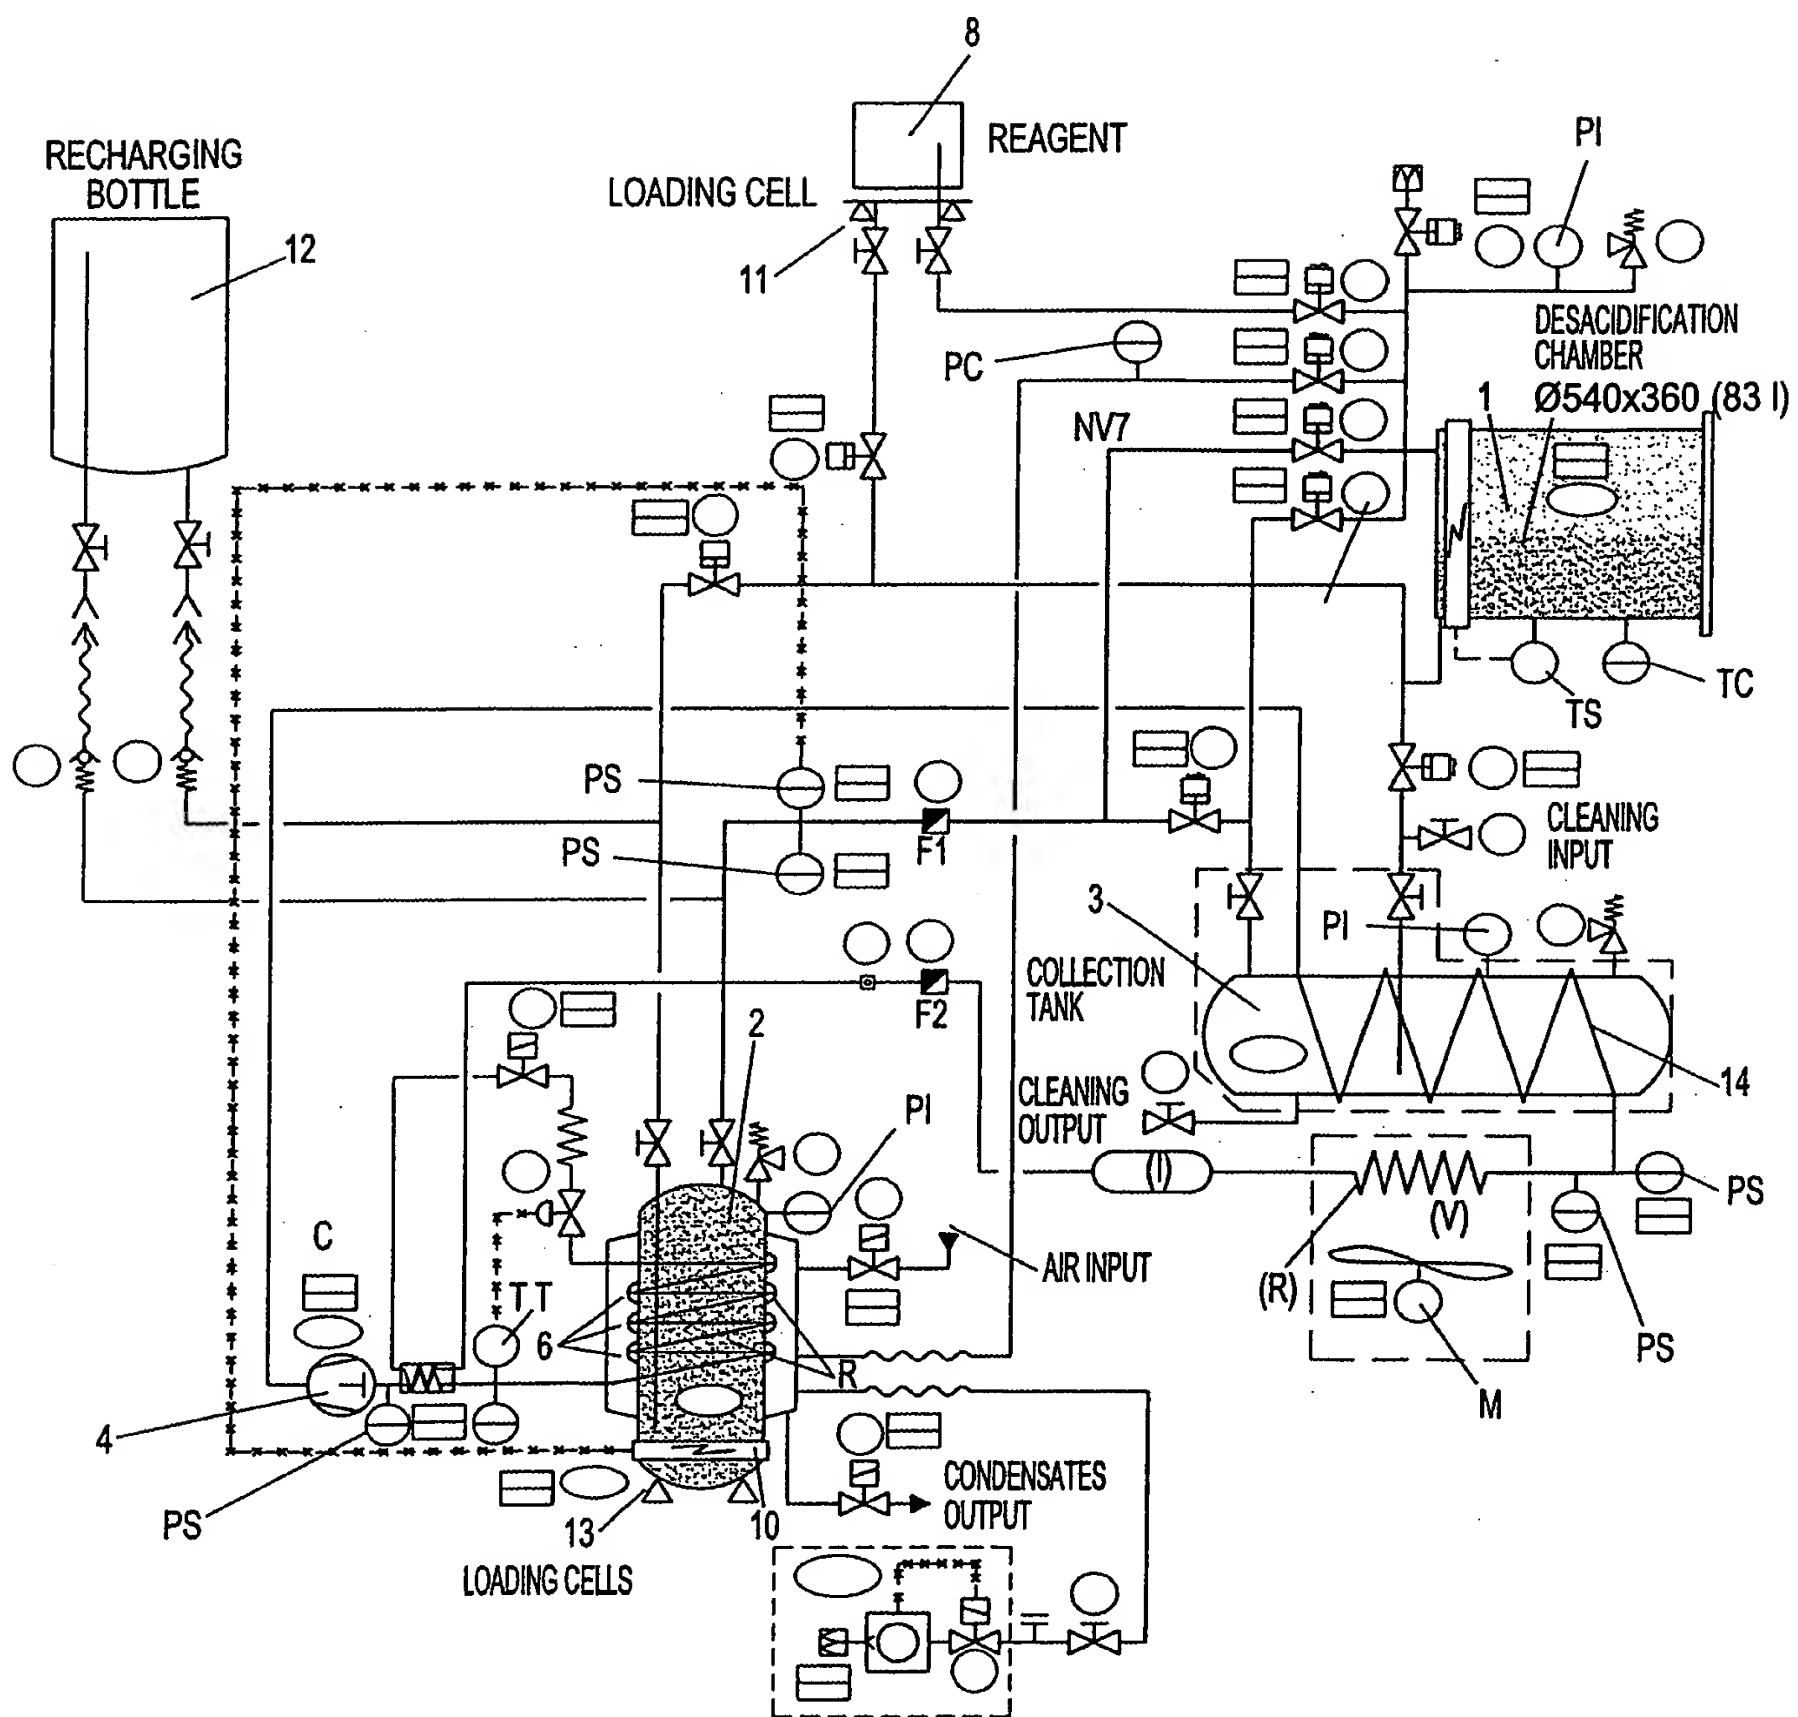 8
RECHARGING
BOTTLE
REAGENT
PI
LOADING CELL
12
11
DESACIDIFICATION
CHAMBER
PC
1
Ø540x360 (83 l)
NV7
TC
TS
PS
PS
F1
CLEANING
INPUT
3
PI
COLLECTION
TANK
F2
2
14
CLEANING
OUTPUT
PI
PS
(V)
C
AIR INPUT
(R)
TT
6
R
PS
M
4
CONDENSATES
OUTPUT
PS
13
10
LOADING CELLS